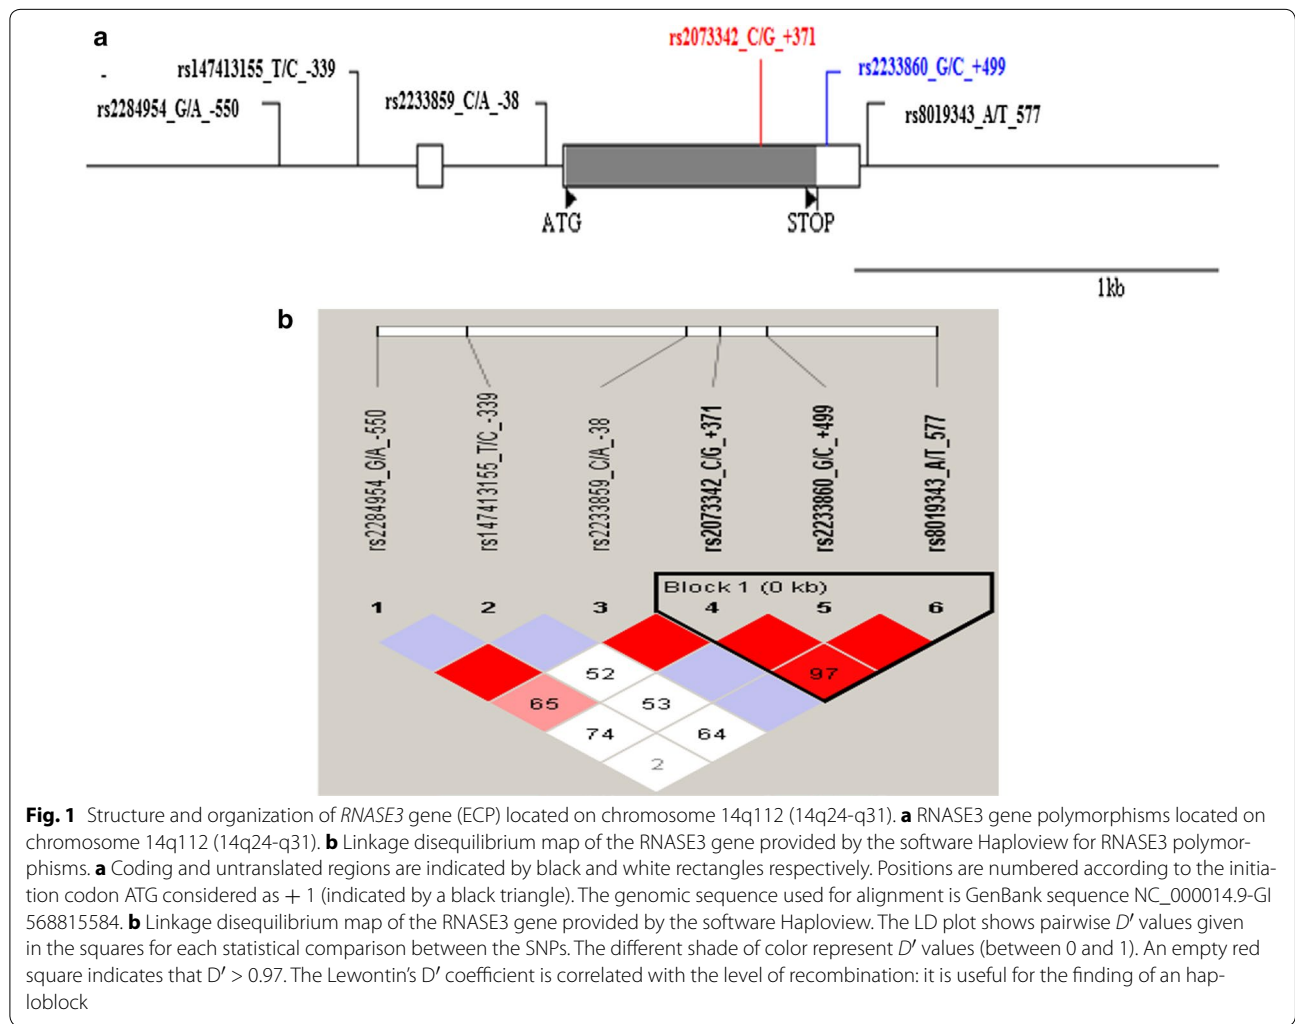 a
rs2073342_C/G_+371
rs147413155_T/C_-339
rs2233860_G/C_+499
rs2284954_G/A_-550
rs2233859_C/A_-38
rs8019343_A/T_577
ATG
STOP
1kb
b
rs2284954_G/A_-550
rs147413155_T/C_-339
rs2233859_C/A_-38
rs2073342_C/G_+371
rs2233860_G/C_+499
rs8019343_A/T_577
Block 1 (0 kb)
1 2 3 4 5 6
52 97
65 53
74 64
2
Fig. 1 Structure and organization of RNASE3 gene (ECP) located on chromosome 14q112 (14q24-q31). a RNASE3 gene polymorphisms located on
chromosome 14q112 (14q24-q31). b Linkage disequilibrium map of the RNASE3 gene provided by the software Haploview for RNASE3 polymor-
phisms. a Coding and untranslated regions are indicated by black and white rectangles respectively. Positions are numbered according to the initia-
tion codon ATG considered as + 1 (indicated by a black triangle). The genomic sequence used for alignment is GenBank sequence NC_000014.9-GI
568815584. b Linkage disequilibrium map of the RNASE3 gene provided by the software Haploview. The LD plot shows pairwise D′ values given
in the squares for each statistical comparison between the SNPs. The different shade of color represent D′ values (between 0 and 1). An empty red
square indicates that D′ > 0.97. The Lewontin's D′ coefficient is correlated with the level of recombination: it is useful for the finding of an hap-
loblock